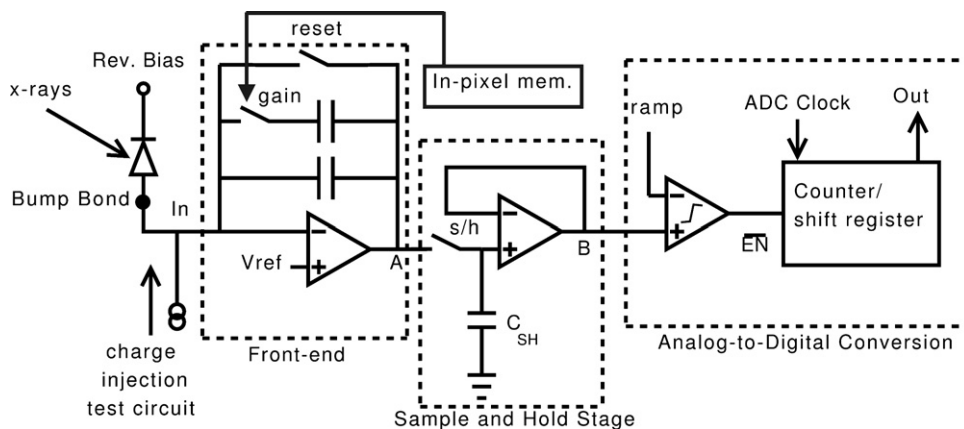 reset
Rev. Bias
In-pixel mem.
x-rays
gain
ramp
ADC Clock
Out
Bump Bond
In
Counter/
shift register
−
+
Vref
A
s/h
−
+
B
−
+
EN
C
SH
charge
injection
test circuit
Front-end
Analog-to-Digital Conversion
Sample and Hold Stage